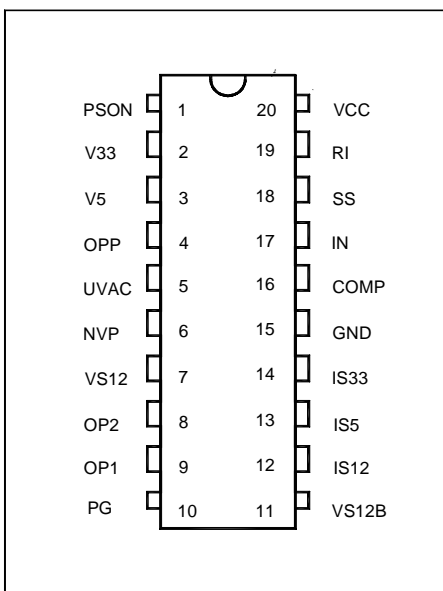 PSON 1 20 VCC
V33 2 19 RI
V5 3 18 SS
OPP 4 17 IN
UVAC 5 16 COMP
NVP 6 15 GND
VS12 7 14 IS33
OP2 8 13 IS5
OP1 9 12 IS12
PG 10 11 VS12B